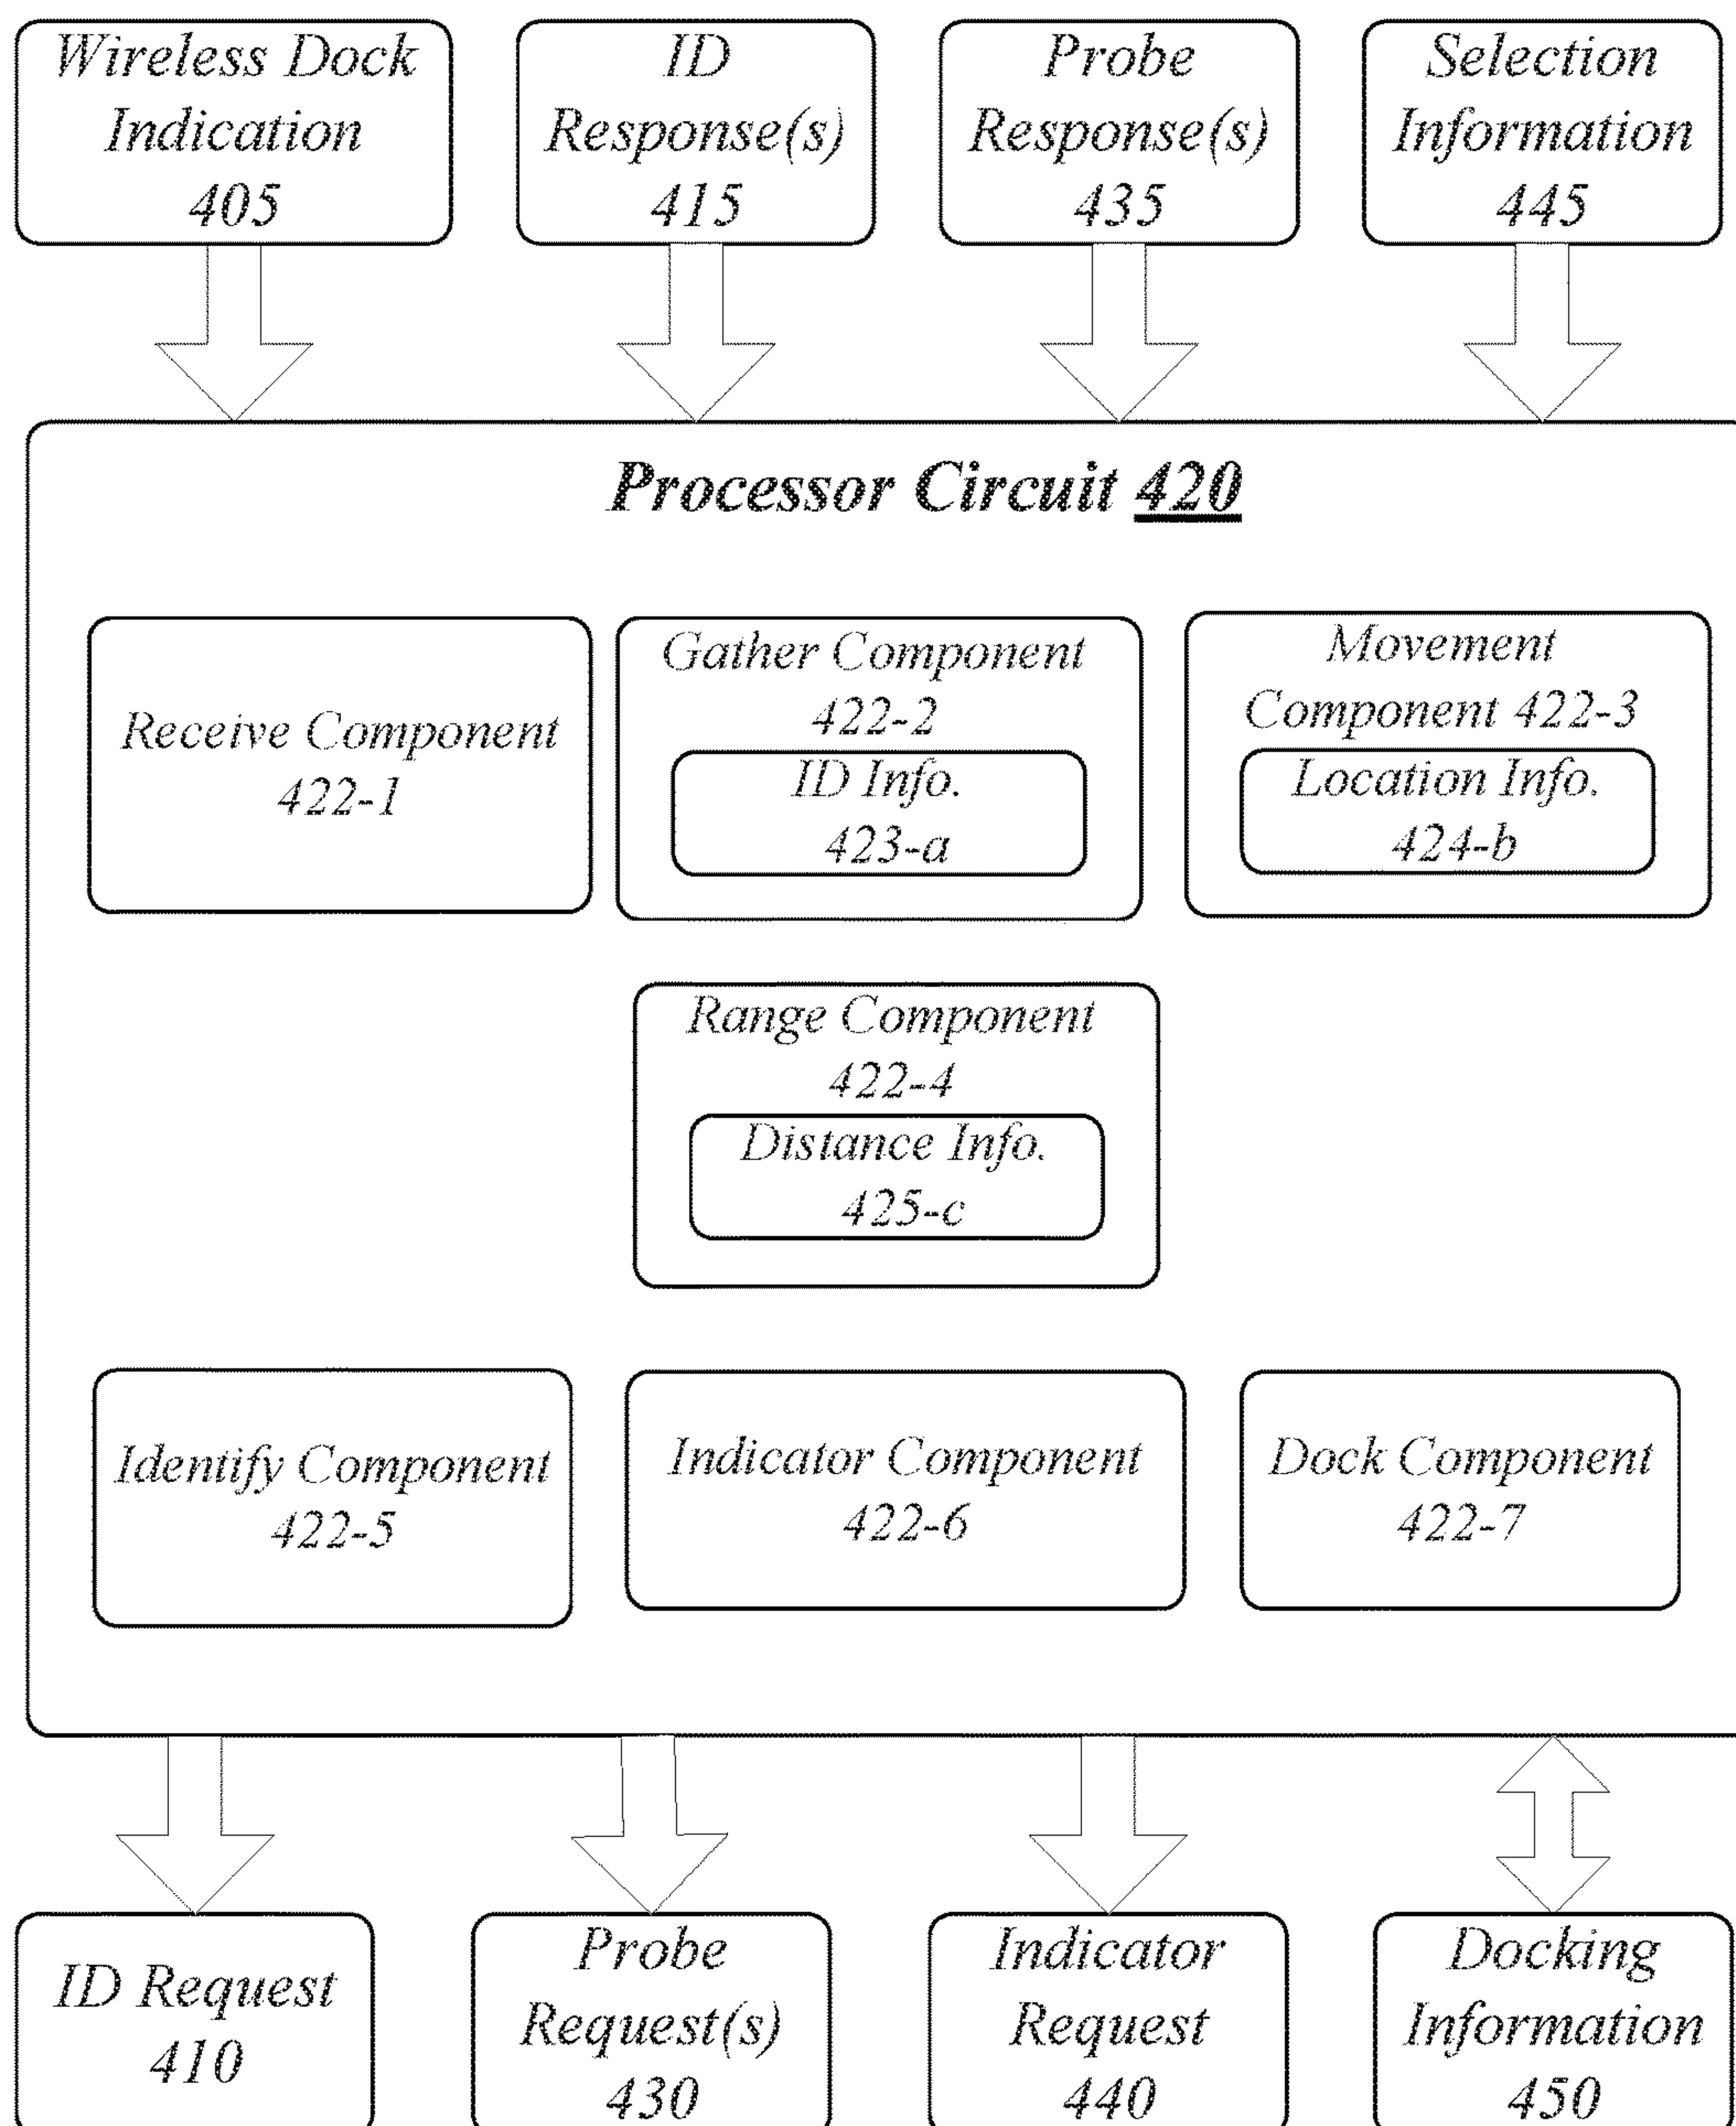 Wireless Dock
Indication
405
ID
Response(s)
415
Probe
Response(s)
435
Selection
Information
445
Processor Circuit 420
Receive Component
422-1
Gather Component
422-2
ID Info.
423-a
Movement
Component 422-3
Location Info.
424-b
Range Component
422-4
Distance Info.
425-c
Identify Component
422-5
Indicator Component
422-6
Dock Component
422-7
ID Request
410
Probe
Request(s)
430
Indicator
Request
440
Docking
Information
450